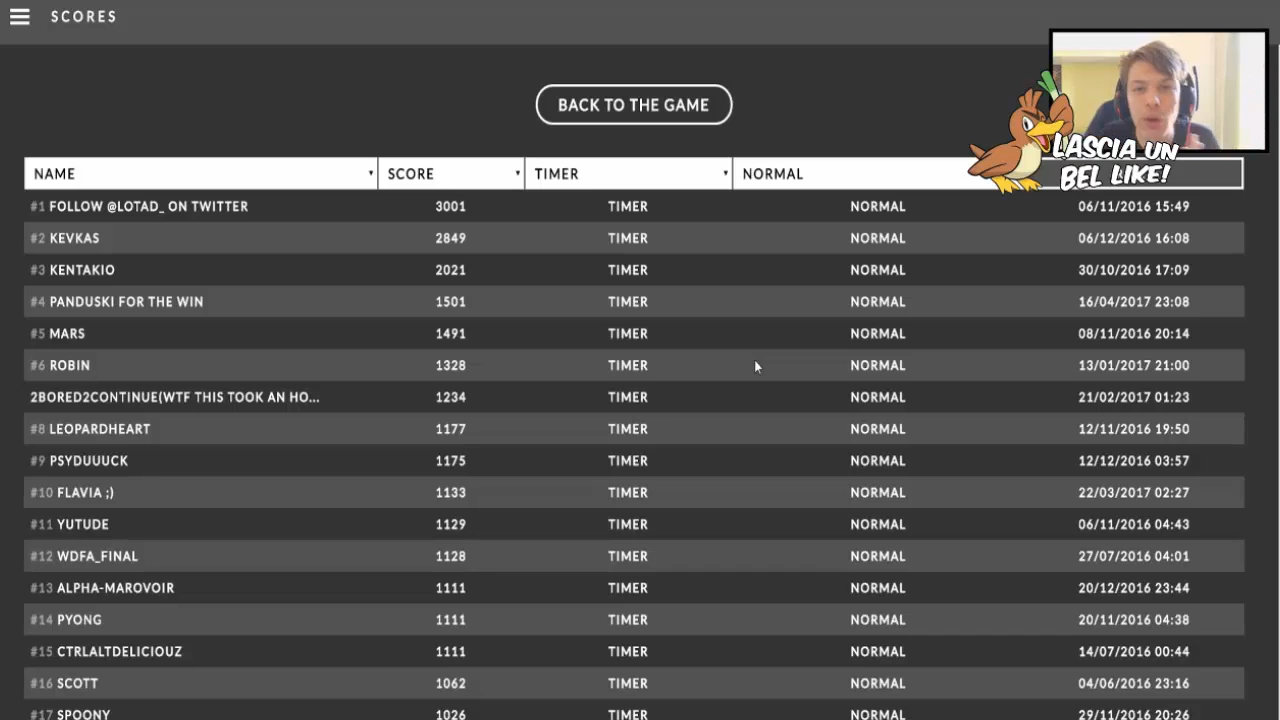 SCORES
BACK TO THE GAME
LASCIA UN
BEL LIKE!
NAME SCORE TIMER NORMAL
#1 FOLLOW @LOTAD_ ON TWITTER 3001 TIMER NORMAL 06/11/2016 15:49
#2 KEVKAS 2849 TIMER NORMAL 06/12/2016 16:08
#3 KENTAKIO 2021 TIMER NORMAL 30/10/2016 17:09
#4 PANDUSKI FOR THE WIN 1501 TIMER NORMAL 16/04/2017 23:08
#5 MARS 1491 TIMER NORMAL 08/11/2016 20:14
#6 ROBIN 1328 TIMER NORMAL 13/01/2017 21:00
2BORED2CONTINUE(WTF THIS TOOK AN HO... 1234 TIMER NORMAL 21/02/2017 01:23
#8 LEOPARDHEART 1177 TIMER NORMAL 12/11/2016 19:50
#9 PSYDUUUCK 1175 TIMER NORMAL 12/12/2016 03:57
#10 FLAVIA ;) 1133 TIMER NORMAL 22/03/2017 02:27
#11 YUTUDE 1129 TIMER NORMAL 06/11/2016 04:43
#12 WDFA_FINAL 1128 TIMER NORMAL 27/07/2016 04:01
#13 ALPHA-MAROVOIR 1111 TIMER NORMAL 20/12/2016 23:44
#14 PYONG 1111 TIMER NORMAL 20/11/2016 04:38
#15 CTRLALTDELICIOUZ 1111 TIMER NORMAL 14/07/2016 00:44
#16 SCOTT 1062 TIMER NORMAL 04/06/2016 23:16
#17 SPOONY 1026 TIMER NORMAL 29/11/2016 20:26